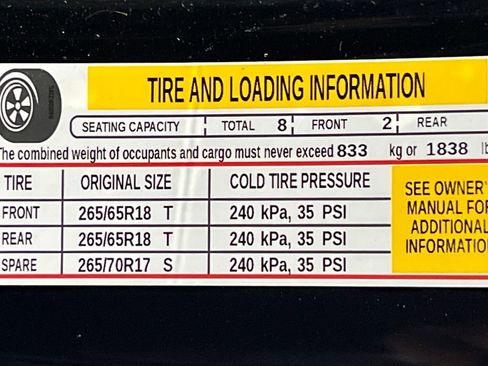 TIRE AND LOADING INFORMATION
SEATING CAPACITY TOTAL 8 FRONT 2 REAR
The combined weight of occupants and cargo must never exceed 833 kg or 1838 lb
TIRE ORIGINAL SIZE COLD TIRE PRESSURE
FRONT 265/65R18 T 240 kPa, 35 PSI
REAR 265/65R18 T 240 kPa, 35 PSI
SPARE 265/70R17 S 240 kPa, 35 PSI
SEE OWNER'
MANUAL FOR
ADDITIONAL
INFORMATION